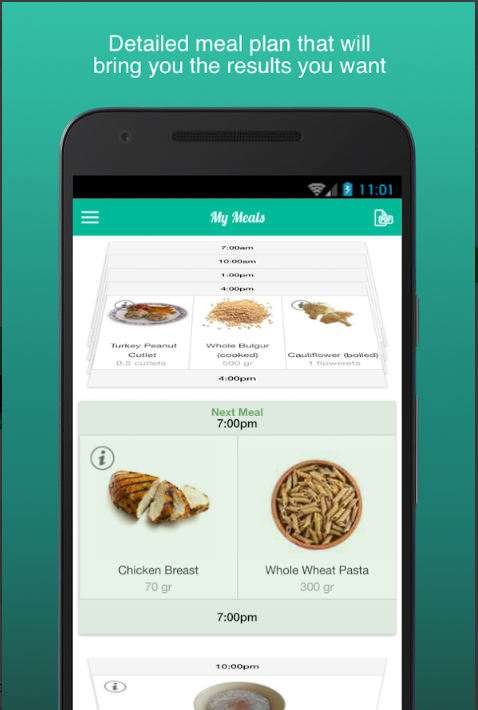 Detailed meal plan that will
bring you the results you want
11:01
My Meals
PDF
7:00am
10:00am
1:00pm
4:00pm
Turkey Peanut
Cutlet
0.5 cutlets
Whole Bulgur
(cooked)
500 gr
Cauliflower (boiled)
1 flowerets
4:00pm
Next Meal
7:00pm
Chicken Breast
70 gr
Whole Wheat Pasta
300 gr
7:00pm
10:00pm